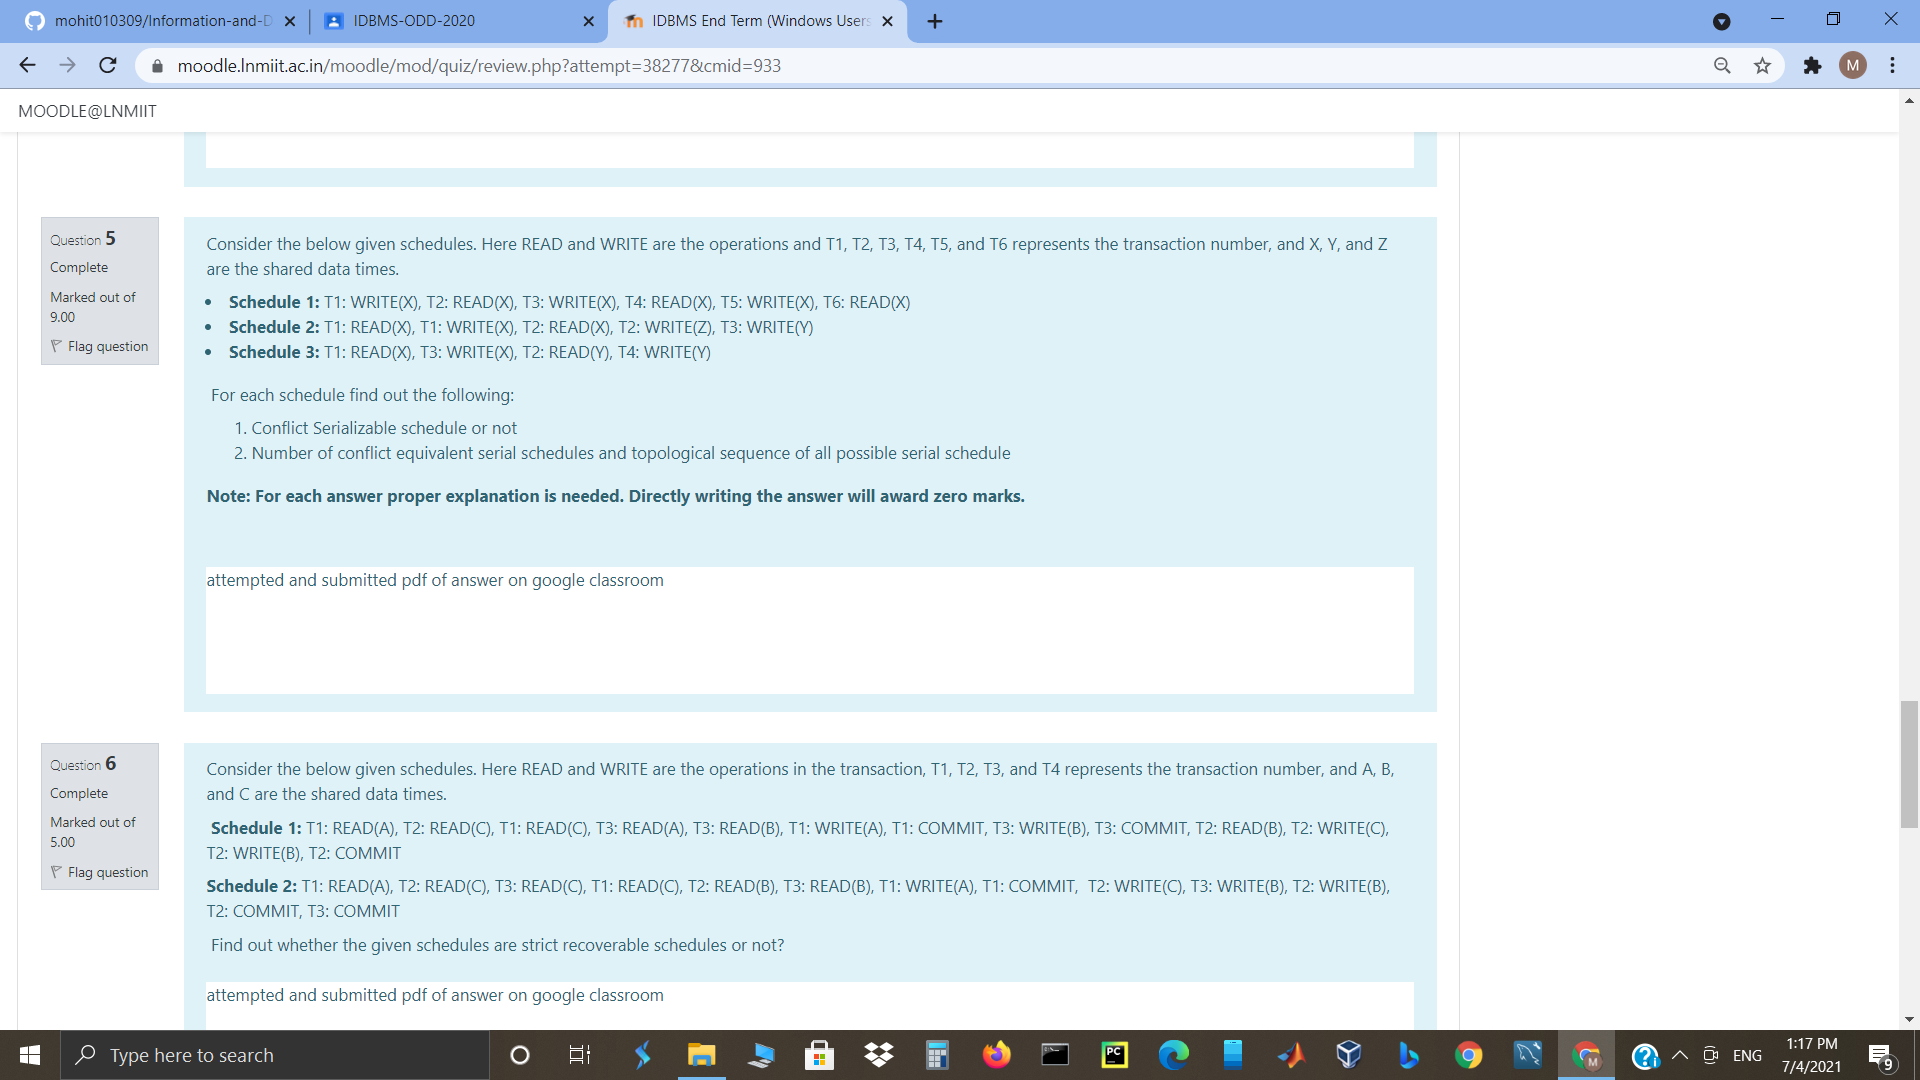 mohit010309/Information-and-D
IDBMS-ODD-2020
IDBMS End Term (Windows Users
moodle.lnmiit.ac.in/moodle/mod/quiz/review.php?attempt=38277&cmid=933
M
MOODLE@LNMIIT
Question 5
Complete
Marked out of
9.00
Flag question
Consider the below given schedules. Here READ and WRITE are the operations and T1, T2, T3, T4, T5, and T6 represents the transaction number, and X, Y, and Z
are the shared data times.
• Schedule 1: T1: WRITE(X), T2: READ(X), T3: WRITE(X), T4: READ(X), T5: WRITE(X), T6: READ(X)
• Schedule 2: T1: READ(X), T1: WRITE(X), T2: READ(X), T2: WRITE(Z), T3: WRITE(Y)
• Schedule 3: T1: READ(X), T3: WRITE(X), T2: READ(Y), T4: WRITE(Y)
For each schedule find out the following:
1. Conflict Serializable schedule or not
2. Number of conflict equivalent serial schedules and topological sequence of all possible serial schedule
Note: For each answer proper explanation is needed. Directly writing the answer will award zero marks.
attempted and submitted pdf of answer on google classroom
Question 6
Complete
Marked out of
5.00
Flag question
Consider the below given schedules. Here READ and WRITE are the operations in the transaction, T1, T2, T3, and T4 represents the transaction number, and A, B,
and C are the shared data times.
Schedule 1: T1: READ(A), T2: READ(C), T1: READ(C), T3: READ(A), T3: READ(B), T1: WRITE(A), T1: COMMIT, T3: WRITE(B), T3: COMMIT, T2: READ(B), T2: WRITE(C),
T2: WRITE(B), T2: COMMIT
Schedule 2: T1: READ(A), T2: READ(C), T3: READ(C), T1: READ(C), T2: READ(B), T3: READ(B), T1: WRITE(A), T1: COMMIT, T2: WRITE(C), T3: WRITE(B), T2: WRITE(B),
T2: COMMIT, T3: COMMIT
Find out whether the given schedules are strict recoverable schedules or not?
attempted and submitted pdf of answer on google classroom
Type here to search
PC
M
ENG
1:17 PM
7/4/2021
9